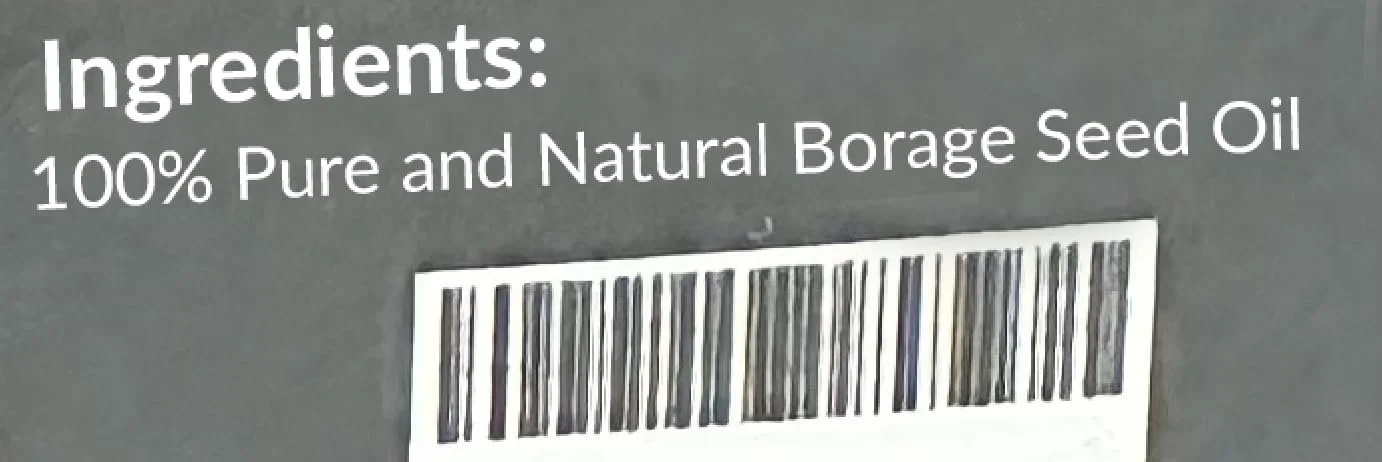 Ingredients:
100% Pure and Natural Borage Seed Oil